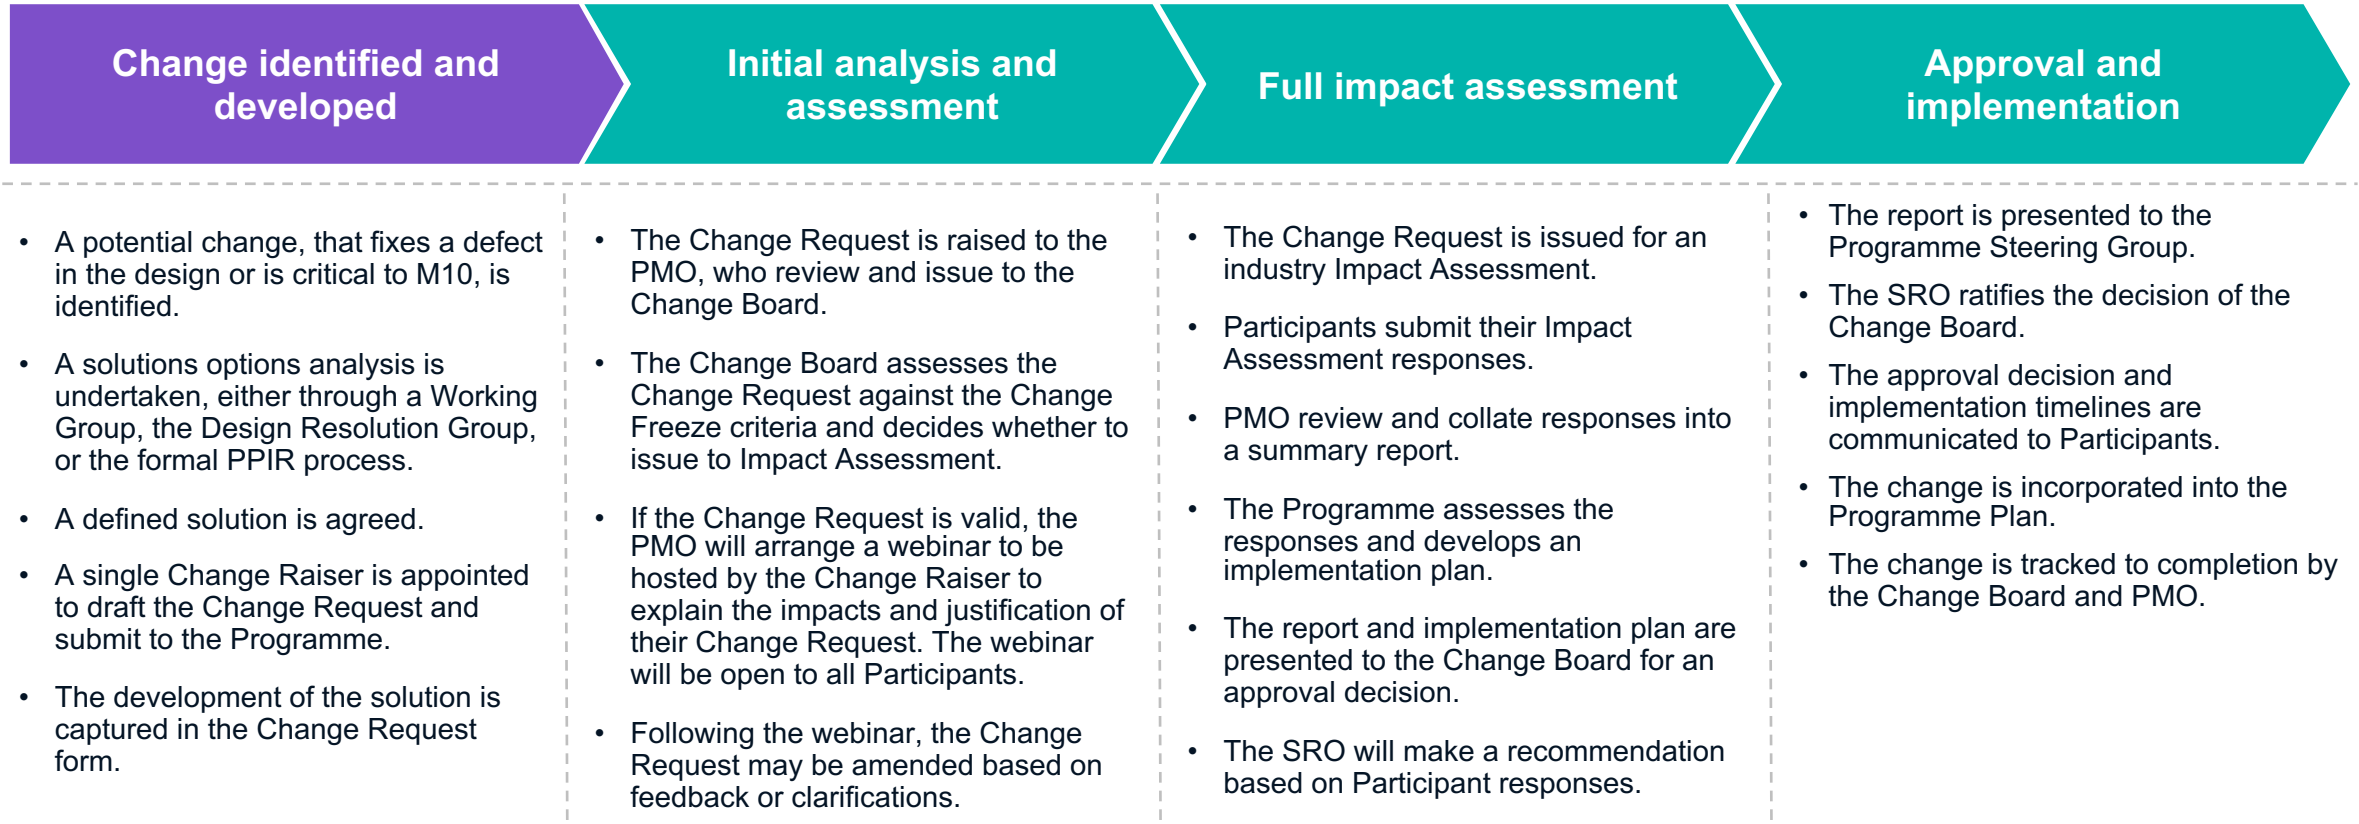 Change identified and
developed
Initial analysis and
assessment
Full impact assessment
Approval and
implementation
• A potential change, that fixes a defect
in the design or is critical to M10, is
identified.
• A solutions options analysis is
undertaken, either through a Working
Group, the Design Resolution Group,
or the formal PPIR process.
• A defined solution is agreed.
• A single Change Raiser is appointed
to draft the Change Request and
submit to the Programme.
• The development of the solution is
captured in the Change Request
form.
• The Change Request is raised to the
PMO, who review and issue to the
Change Board.
• The Change Board assesses the
Change Request against the Change
Freeze criteria and decides whether to
issue to Impact Assessment.
• If the Change Request is valid, the
PMO will arrange a webinar to be
hosted by the Change Raiser to
explain the impacts and justification of
their Change Request. The webinar
will be open to all Participants.
• Following the webinar, the Change
Request may be amended based on
feedback or clarifications.
• The Change Request is issued for an
industry Impact Assessment.
• Participants submit their Impact
Assessment responses.
• PMO review and collate responses into
a summary report.
• The Programme assesses the
responses and develops an
implementation plan.
• The report and implementation plan are
presented to the Change Board for an
approval decision.
• The SRO will make a recommendation
based on Participant responses.
• The report is presented to the
Programme Steering Group.
• The SRO ratifies the decision of the
Change Board.
• The approval decision and
implementation timelines are
communicated to Participants.
• The change is incorporated into the
Programme Plan.
• The change is tracked to completion by
the Change Board and PMO.